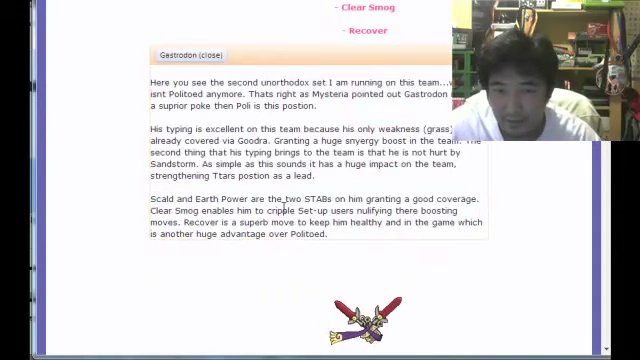 - Clear Smog
- Recover
Gastrodon (close)
Here you see the second unorthodox set I am running on this team...
isnt Politoed anymore. Thats right as Mysteria pointed out Gastrodon
a suprior poke then Poli is this postion.
His typing is excellent on this team because his only weakness (grass)
already covered via Goodra. Granting a huge snyergy boost in the team.
second thing that his typing brings to the team is that he is not hurt by
Sandstorm. As simple as this sounds it has a huge impact on the team,
strengthening Ttars postion as a lead.
Scald and Earth Power are the two STABs on him granting a good coverage.
Clear Smog enables him to cripple Set-up users nulifying there boosting
moves. Recover is a superb move to keep him healthy and in the game which
is another huge advantage over Politoed.